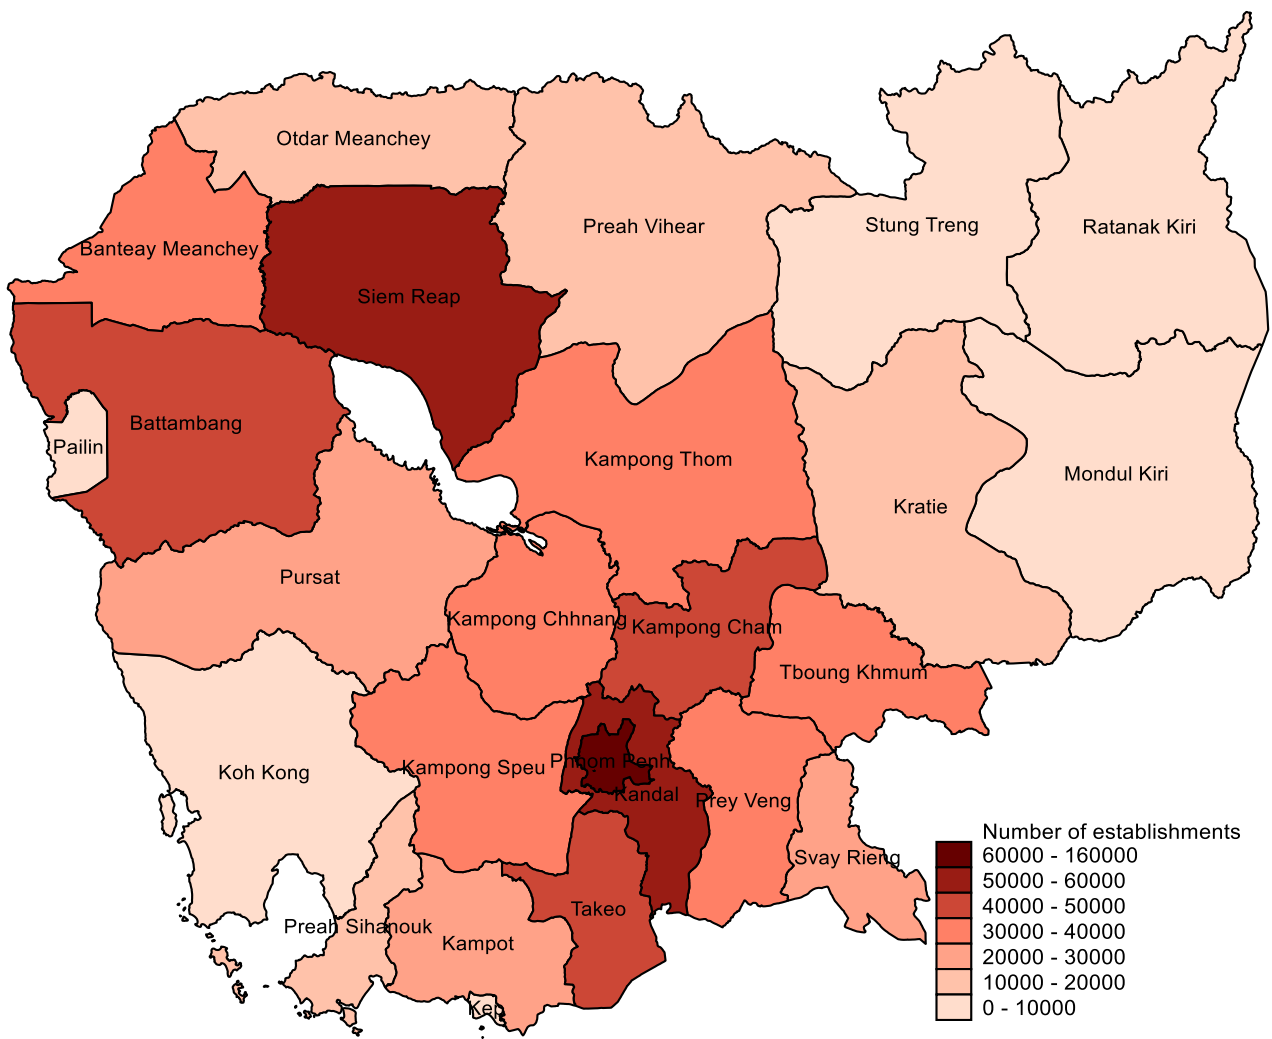 Otdar Meanchey
Preah Vihear
Stung Treng
Ratanak Kiri
Banteay Meanchey
Siem Reap
Battambang
Pailin
Kampong Thom
Mondul Kiri
Kratie
Pursat
Kampong Chhnang
Kampong Cham
Tboung Khmum
Koh Kong
Kampong Speu
Phnom Penh
Kandal
Prey Veng
Svay Rieng
Takeo
Preah Sihanouk
Kampot
Kep
Number of establishments
60000 - 160000
50000 - 60000
40000 - 50000
30000 - 40000
20000 - 30000
10000 - 20000
0 - 10000